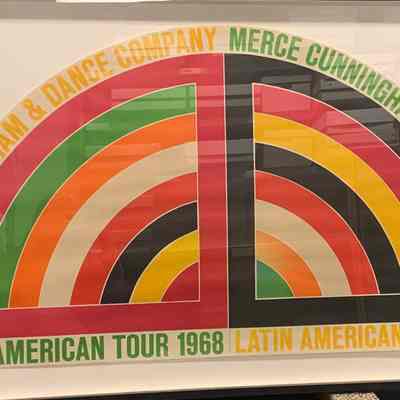 AM & DANCE COMPANY MERCE CUNNINGH
AMERICAN TOUR 1968 LATIN AMERICAN